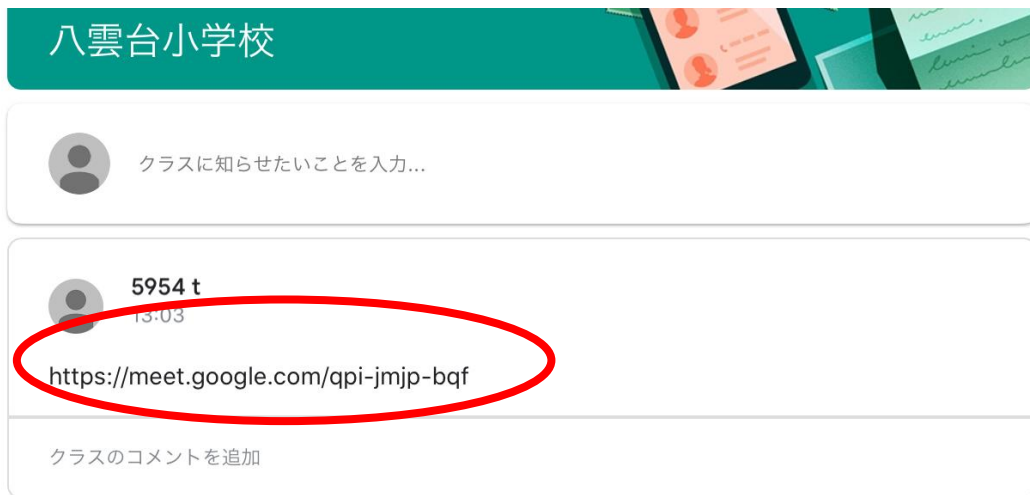 八雲台小学校
クラスに知らせたいことを入力...
5954 t
13:03
https://meet.google.com/qpi-jmjp-bqf
クラスのコメントを追加